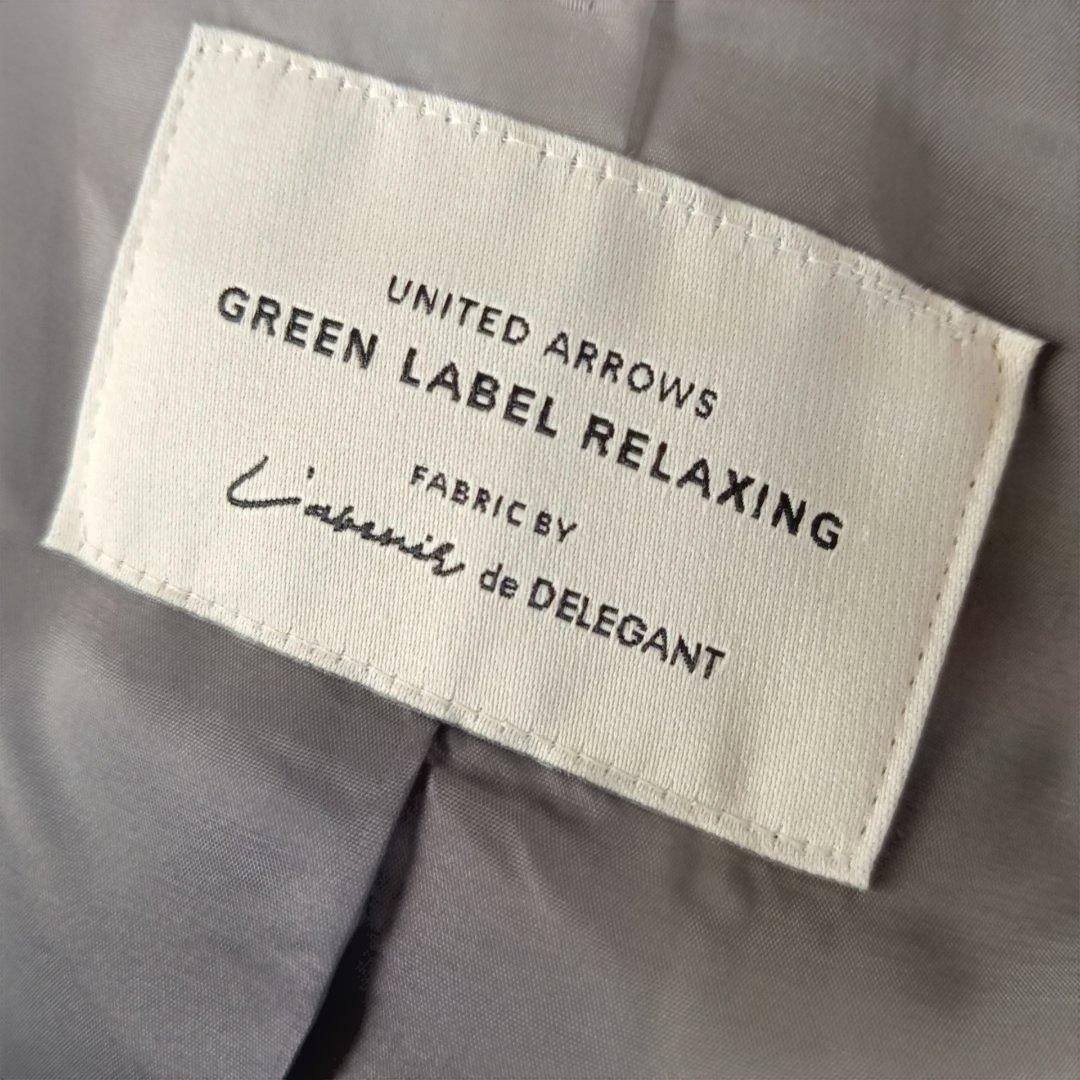 UNITED ARROWS
GREEN LABEL RELAXING
FABRIC BY
L'avenir de DELEGANT